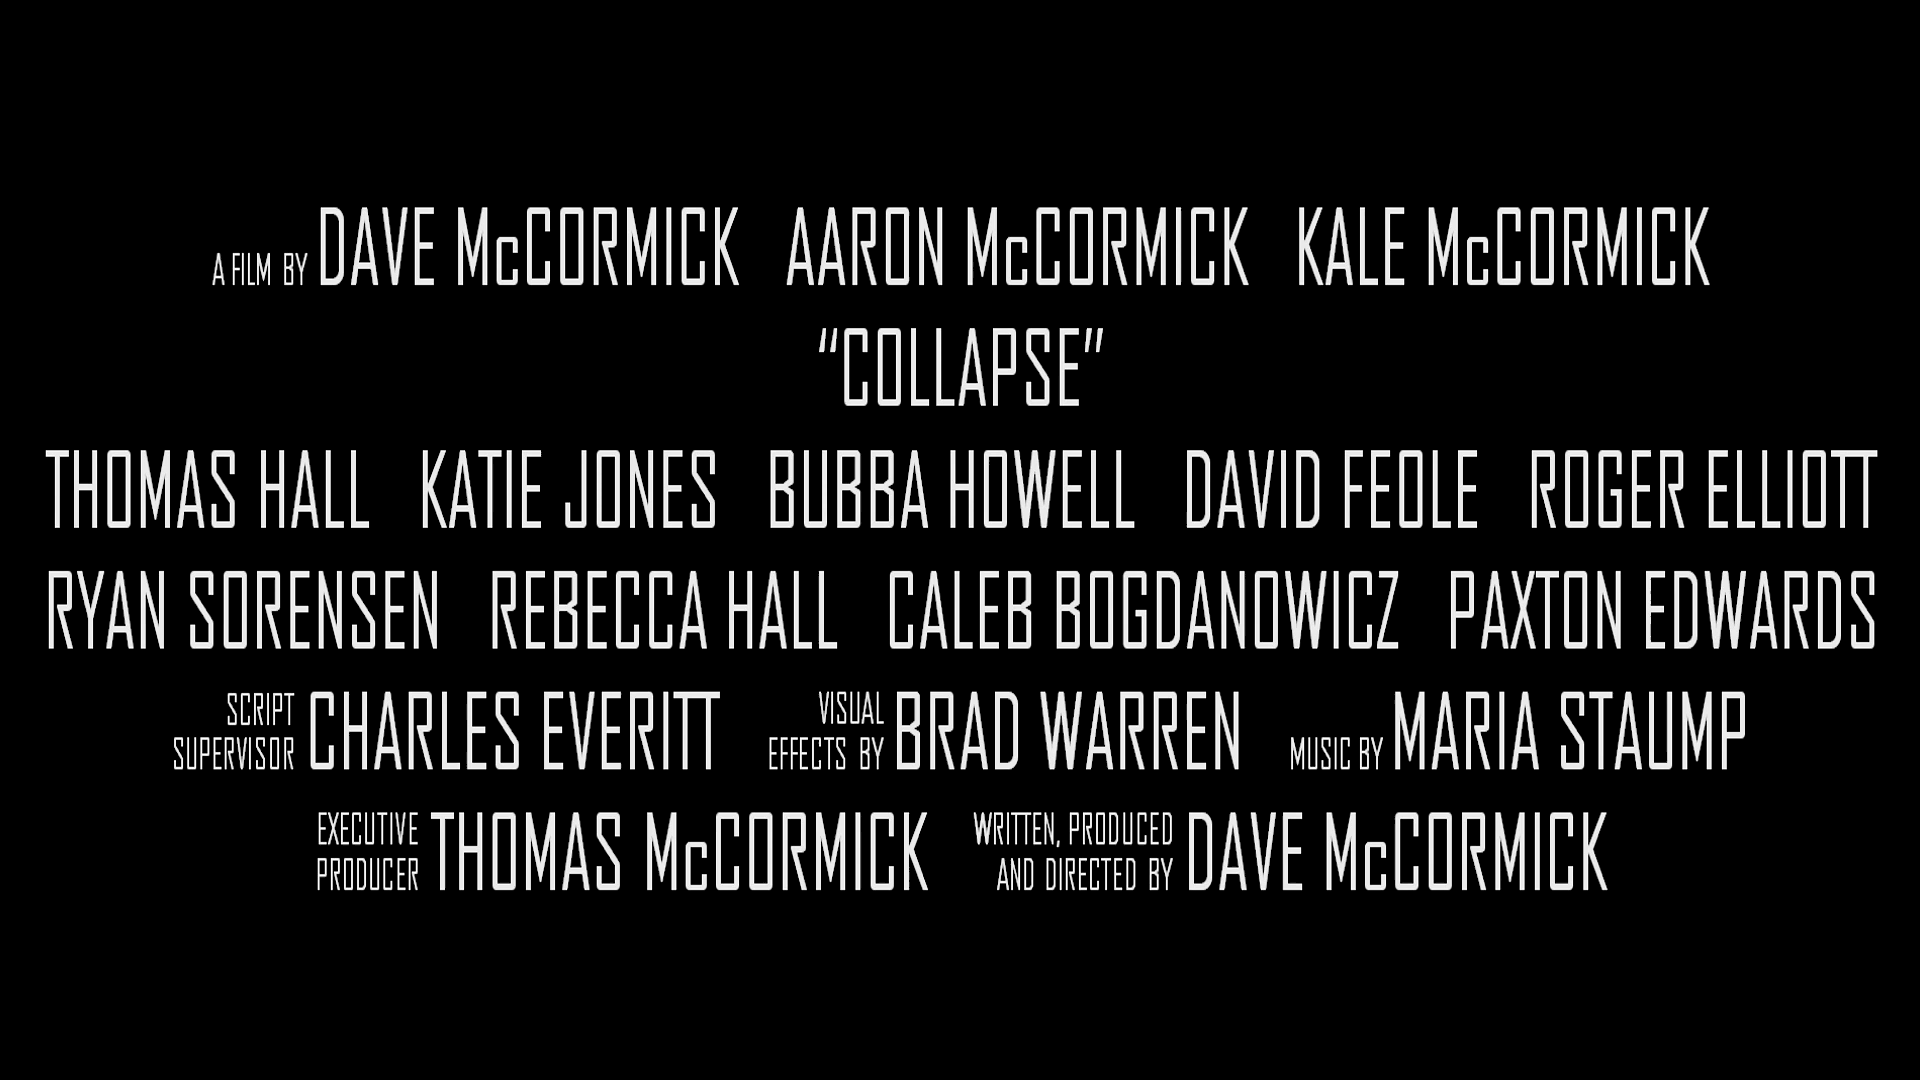 A FILM BY DAVE McCORMICK AARON McCORMICK KALE McCORMICK
“COLLAPSE”
THOMAS HALL KATIE JONES BUBBA HOWELL DAVID FEOLE ROGER ELLIOTT
RYAN SORENSEN REBECCA HALL CALEB BOGDANOWICZ PAXTON EDWARDS
SCRIPT SUPERVISOR CHARLES EVERITT VISUAL EFFECTS BY BRAD WARREN MUSIC BY MARIA STAUMP
EXECUTIVE PRODUCER THOMAS McCORMICK WRITTEN, PRODUCED AND DIRECTED BY DAVE McCORMICK